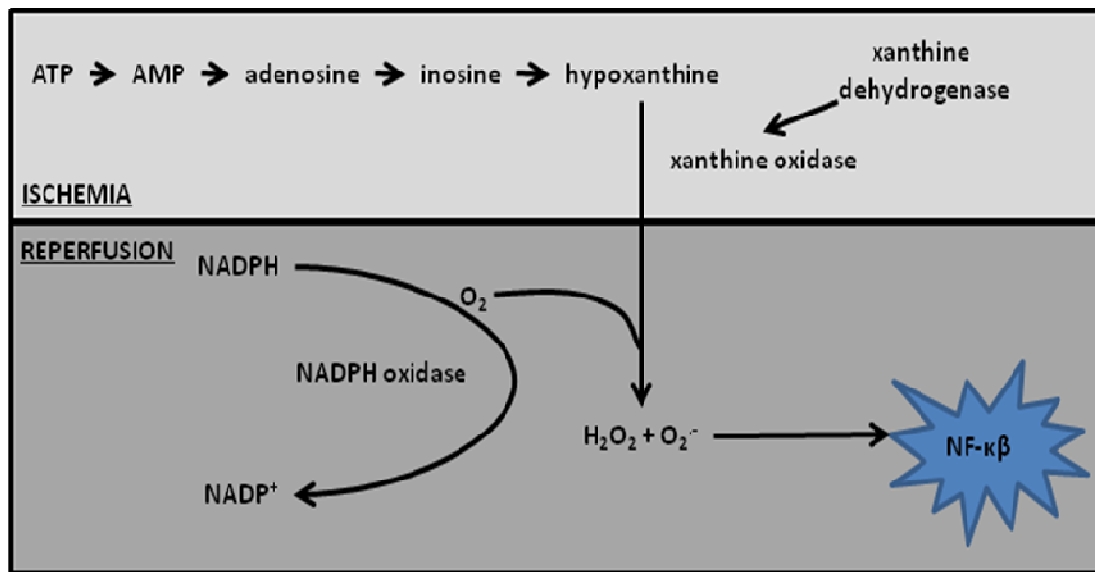 xanthine
dehydrogenase
ATP → AMP → adenosine → inosine → hypoxanthine
xanthine oxidase
ISCHEMIA
REPERFUSION
NADPH
O₂
NADPH oxidase
H₂O₂ + O₂·⁻
NF-κβ
NADP⁺